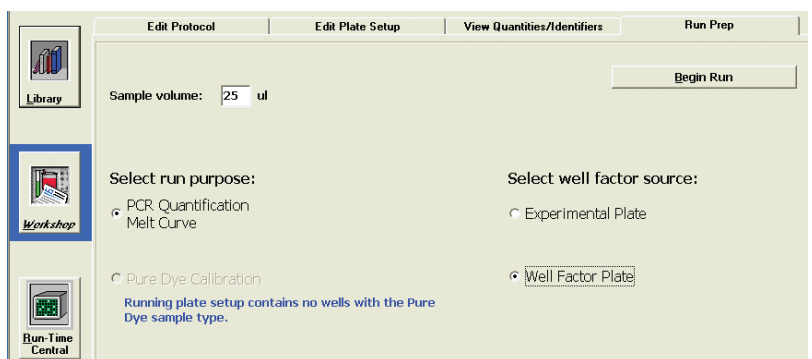 Edit Protocol
Edit Plate Setup
View Quantities/Identifiers
Run Prep
Library
Sample volume: 25 ul
Begin Run
Workshop
Select run purpose:
PCR Quantification
Melt Curve
Pure Dye Calibration
Running plate setup contains no wells with the Pure
Dye sample type.
Select well factor source:
Experimental Plate
Well Factor Plate
Run-Time
Central